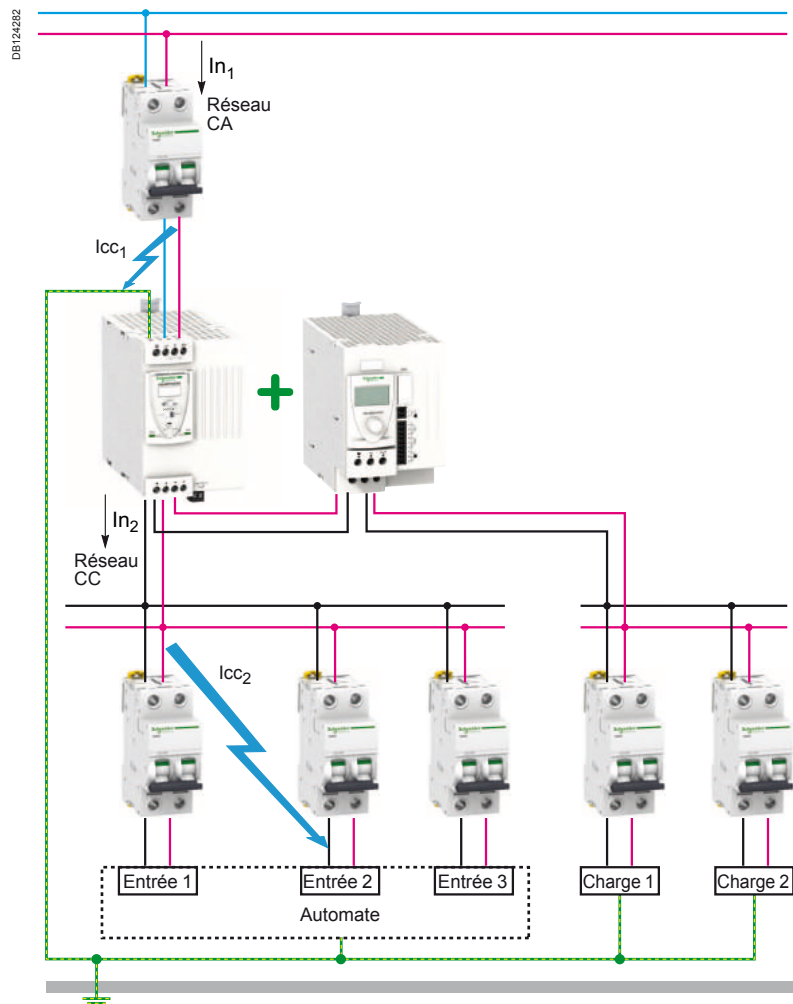 DB124282
In1
Réseau
CA
Icc1
In2
Réseau
CC
Icc2
Entrée 1
Entrée 2
Entrée 3
Charge 1
Charge 2
Automate